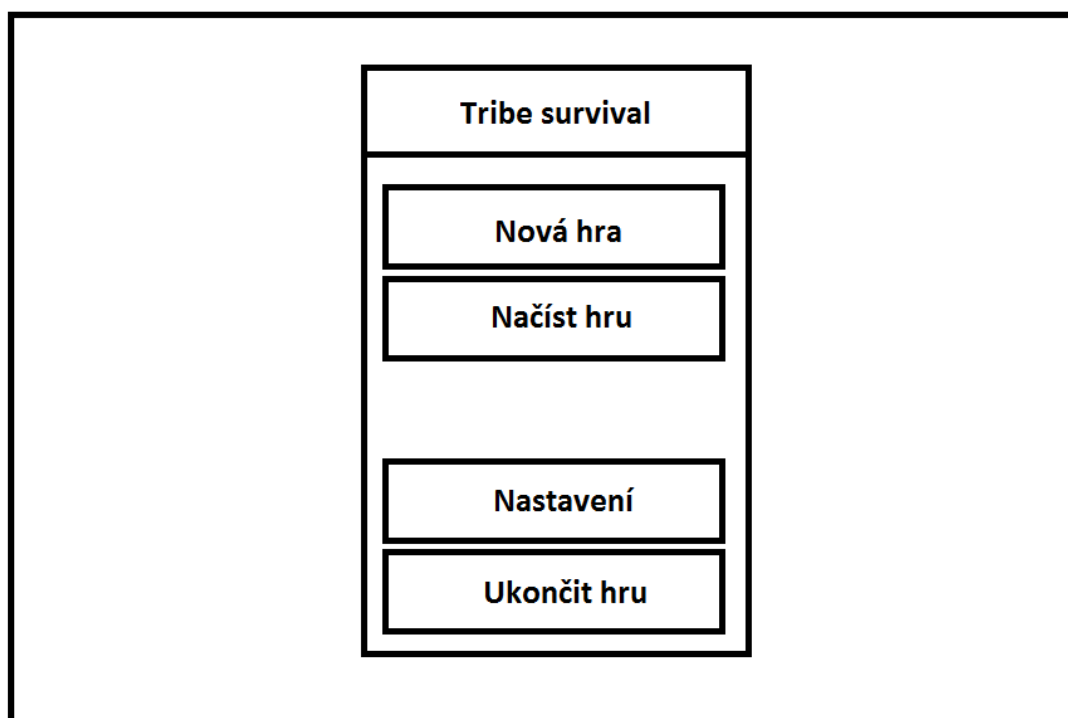 Tribe survival
Nová hra
Načíst hru
Nastavení
Ukončit hru